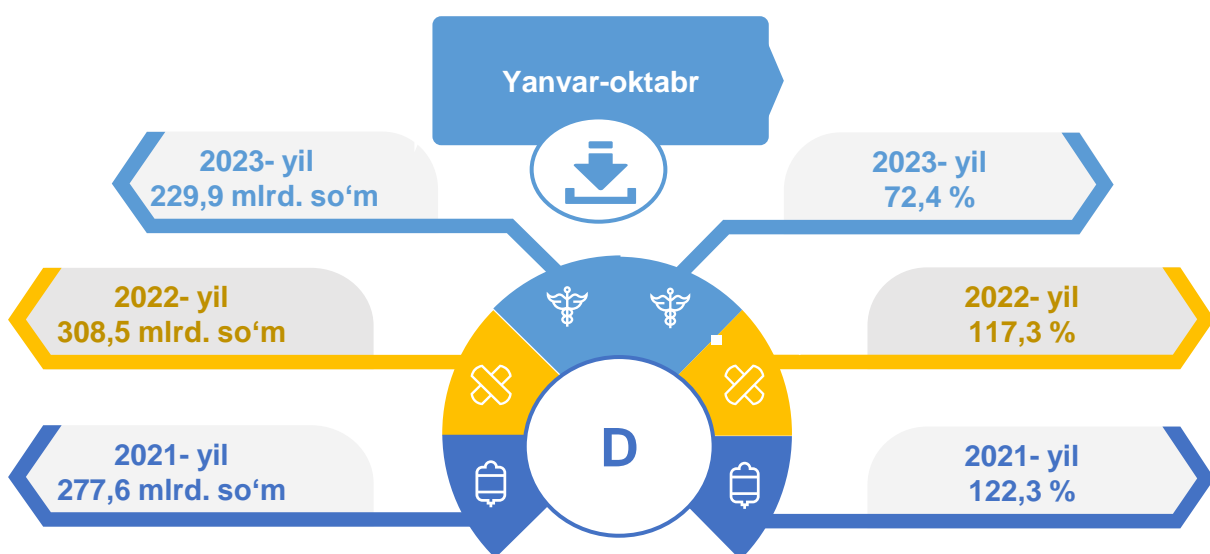 Yanvar-oktabr
2023- yil
229,9 mlrd. so‘m
2023- yil
72,4 %
2022- yil
308,5 mlrd. so‘m
2022- yil
117,3 %
2021- yil
277,6 mlrd. so‘m
D
2021- yil
122,3 %